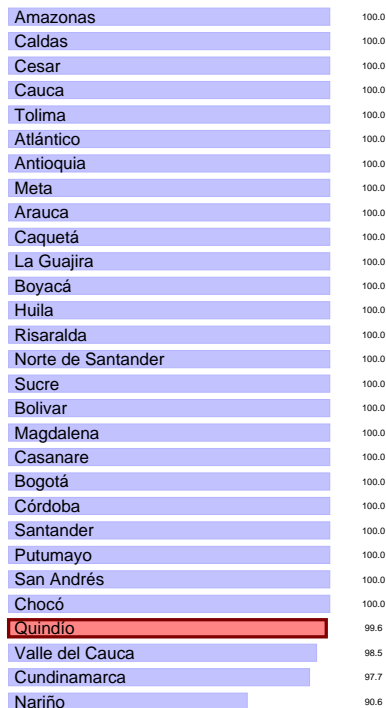 Amazonas 100.0
Caldas 100.0
Cesar 100.0
Cauca 100.0
Tolima 100.0
Atlántico 100.0
Antioquia 100.0
Meta 100.0
Arauca 100.0
Caquetá 100.0
La Guajira 100.0
Boyacá 100.0
Huila 100.0
Risaralda 100.0
Norte de Santander 100.0
Sucre 100.0
Bolivar 100.0
Magdalena 100.0
Casanare 100.0
Bogotá 100.0
Córdoba 100.0
Santander 100.0
Putumayo 100.0
San Andrés 100.0
Chocó 100.0
Quindío 99.6
Valle del Cauca 98.5
Cundinamarca 97.7
Nariño 90.6